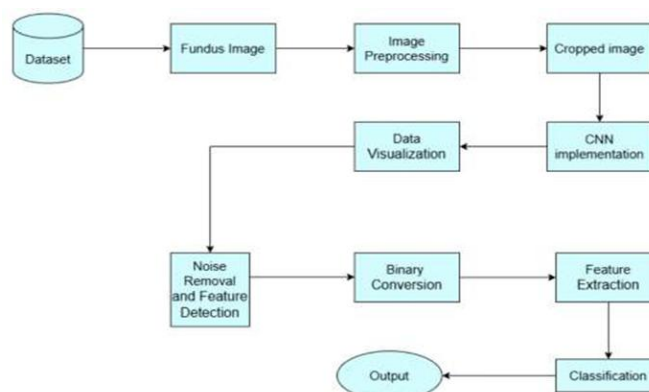 Dataset
Fundus Image
Image
Preprocessing
Cropped image
CNN
implementation
Data
Visualization
Noise
Removal
and Feature
Detection
Binary
Conversion
Feature
Extraction
Classification
Output